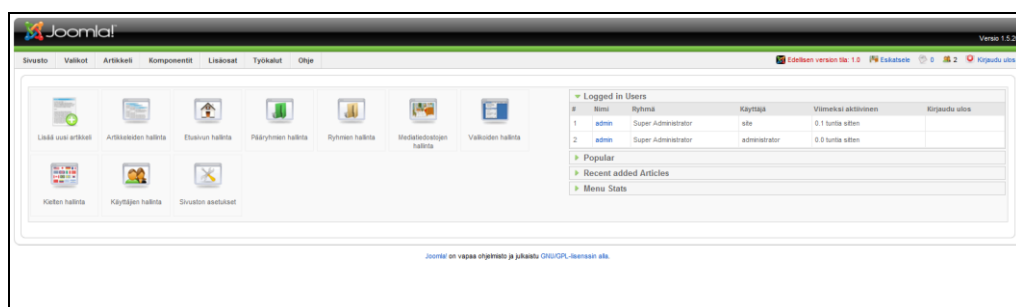 Joomla!
Versio 1.5.2
Sivusto Valikot Artikkeli Komponentit Lisäosat Työkalut Ohje
Edellisen version tila: 1.0 Esikatsele 0 2 Kirjaudu ulos
Lisää uusi artikkeli Artikkeleiden hallinta Etusivun hallinta Pääryhmien hallinta Ryhmien hallinta Mediatiedostojen hallinta Valikoiden hallinta
Kielten hallinta Käyttäjien hallinta Sivuston asetukset
Logged in Users
# Nimi Ryhmä Käyttäjä Viimeksi aktiivinen Kirjaudu ulos
1 admin Super Administrator site 0.1 tuntia sitten
2 admin Super Administrator administrator 0.0 tuntia sitten
Popular
Recent added Articles
Menu Stats
Joomla! on vapaa ohjelmisto ja julkaistu GNU/GPL-lisenssin alla.